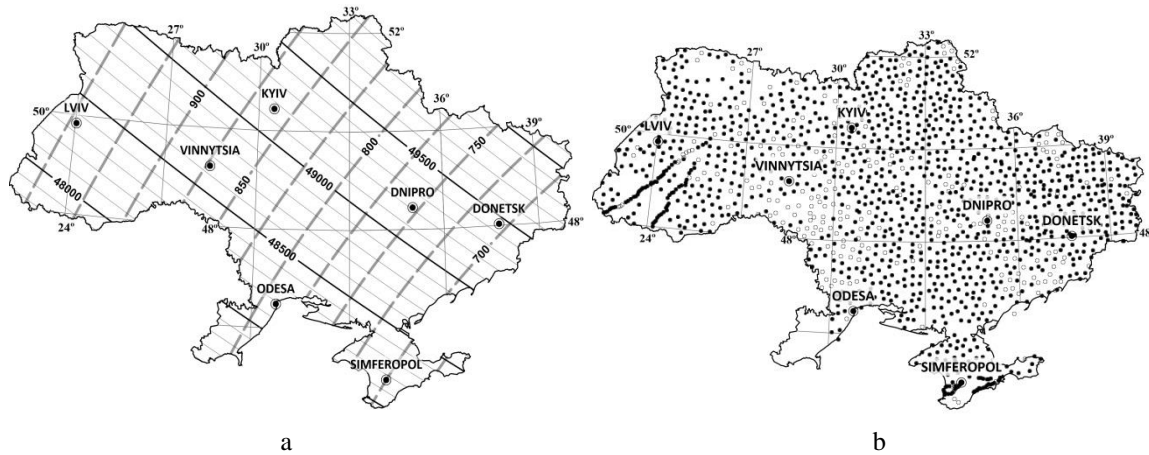 33º
52º
27º
30º
900
KYIV
36º
LVIV
50º
39º
800
49500
750
VINNYTSIA
850
49000
DNIPRO
DONETSK
48000
24º
48º
48500
700
48º
ODESA
SIMFEROPOL
a
33º
27º
52º
30º
KYIV
36º
50º
LVIV
39º
VINNYTSIA
DNIPRO
DONETSK
24º
48º
48
ODESA
SIMFEROPOL
b